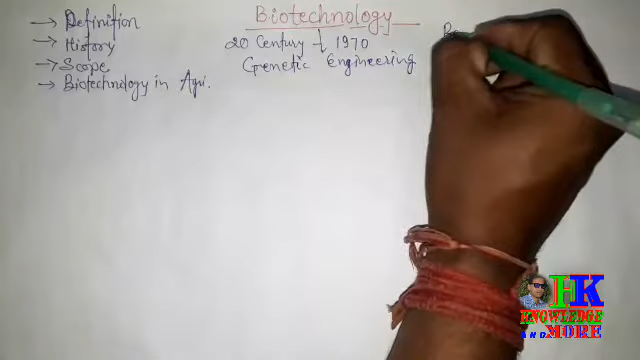 Biotechnology
→ Definition
→ History
→ Scope
→ Biotechnology in Agri.
20 Century 1970
Genetic Engineering
HK
KNOWLEDGE
AND
MORE